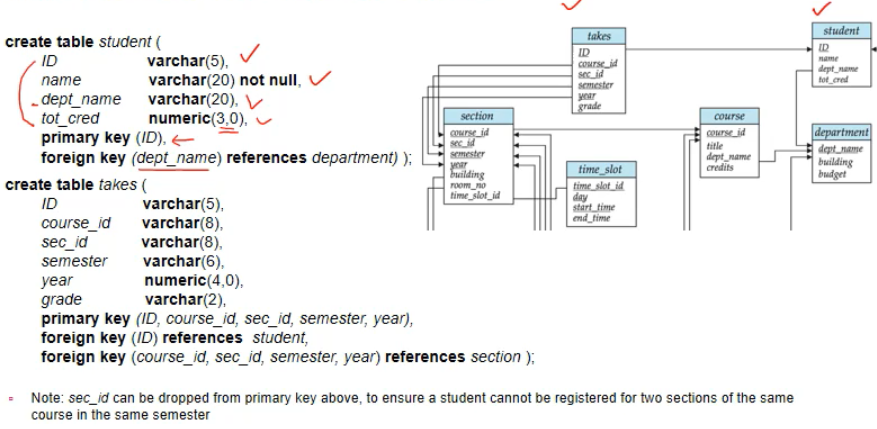 create table student (
ID varchar(5),
name varchar(20) not null,
dept_name varchar(20),
tot_cred numeric(3,0),
primary key (ID),
foreign key (dept_name) references department) );
create table takes (
ID varchar(5),
course_id varchar(8),
sec_id varchar(8),
semester varchar(6),
year numeric(4,0),
grade varchar(2),
primary key (ID, course_id, sec_id, semester, year),
foreign key (ID) references student,
foreign key (course_id, sec_id, semester, year) references section );
takes
ID
course_id
sec_id
semester
year
grade
student
ID
name
dept_name
tot_cred
section
course_id
sec_id
semester
year
building
room_no
time_slot_id
course
course_id
title
dept_name
credits
department
dept_name
building
budget
time_slot
time_slot_id
day
start_time
end_time
Note: sec_id can be dropped from primary key above, to ensure a student cannot be registered for two sections of the same
course in the same semester